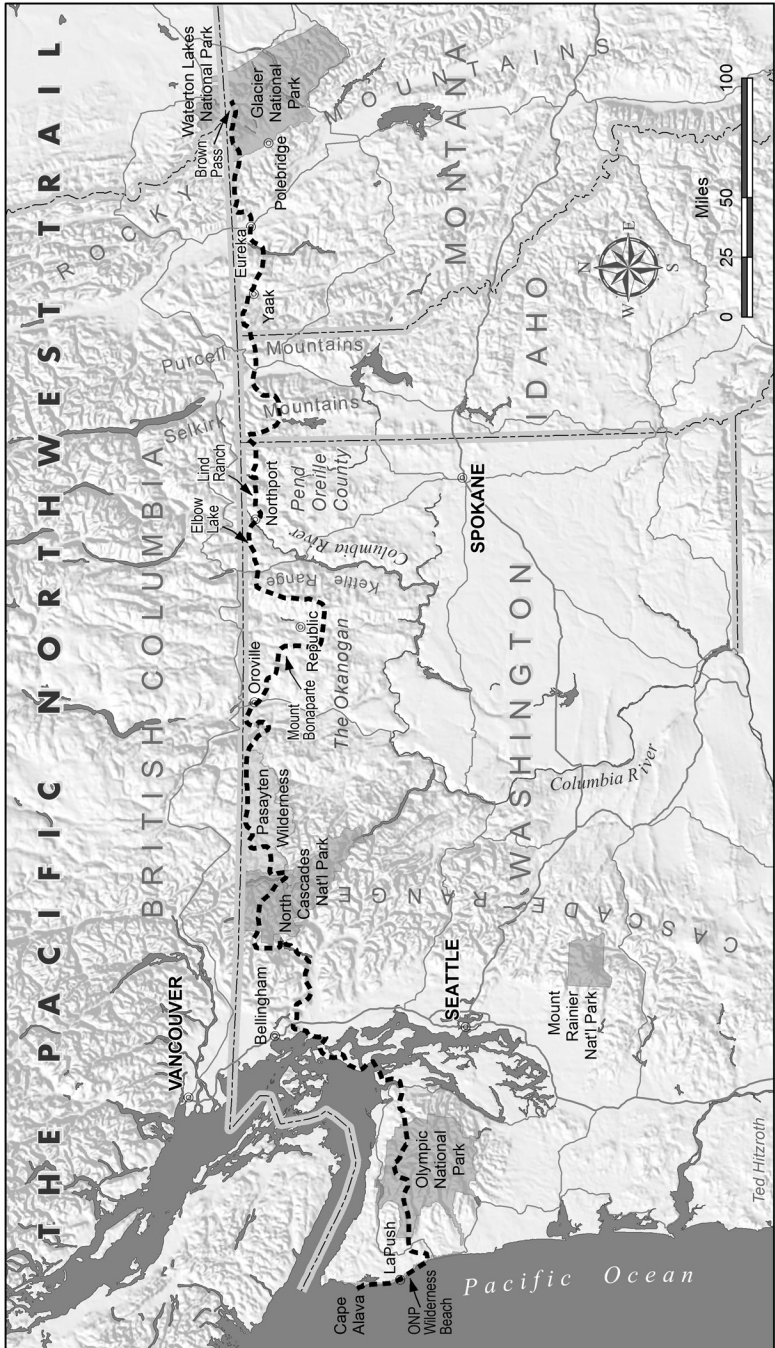 THE PACIFIC NORTHWEST TRAIL
BRITISH COLUMBIA
VANCOUVER
ROCKY
MOUNTAINS
Waterton Lakes
National Park
Brown
Pass
Glacier
National
Park
Polebridge
Eureka
Yaak
Purcell
Mountains
Selkirk
Mountains
Lind
Ranch
Elbow
Lake
Northport
Pend
Oreille
County
Columbia River
Kettle
Range
Republic
Oroville
Mount
Bonaparte
The Okanogan
Pasayten
Wilderness
North
Cascades
Nat'l Park
Bellingham
CASCADE RANGE
MONTANA
IDAHO
WASHINGTON
SPOKANE
SEATTLE
Columbia River
Mount
Rainier
Nat'l Park
Olympic
National
Park
LaPush
Cape
Alava
ONP
Wilderness
Beach
Pacific Ocean
Ted Hitzroth
N
E
S
W
Miles
0 25 50 100